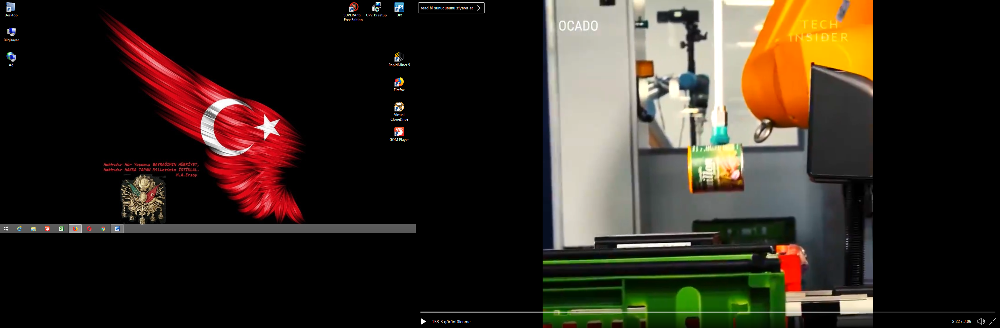 Desktop
Bilgisayar
Ağ
SUPERAnti...
Free Edition
UP2.15 setup
UP!
UP!
RapidMiner 5
Firefox
Virtual
CloneDrive
GOM Player
Hakkıdır Hür Yaşamış BAYRAĞIMIN HÜRRİYET,
Hakkıdır HAKKA TAPAN Milletimin İSTİKLAL.
M.A.Ersoy
read.bi sunucusunu ziyaret et
OCADO
TECH
INSIDER
153 B görüntülenme
2:22 / 3:06